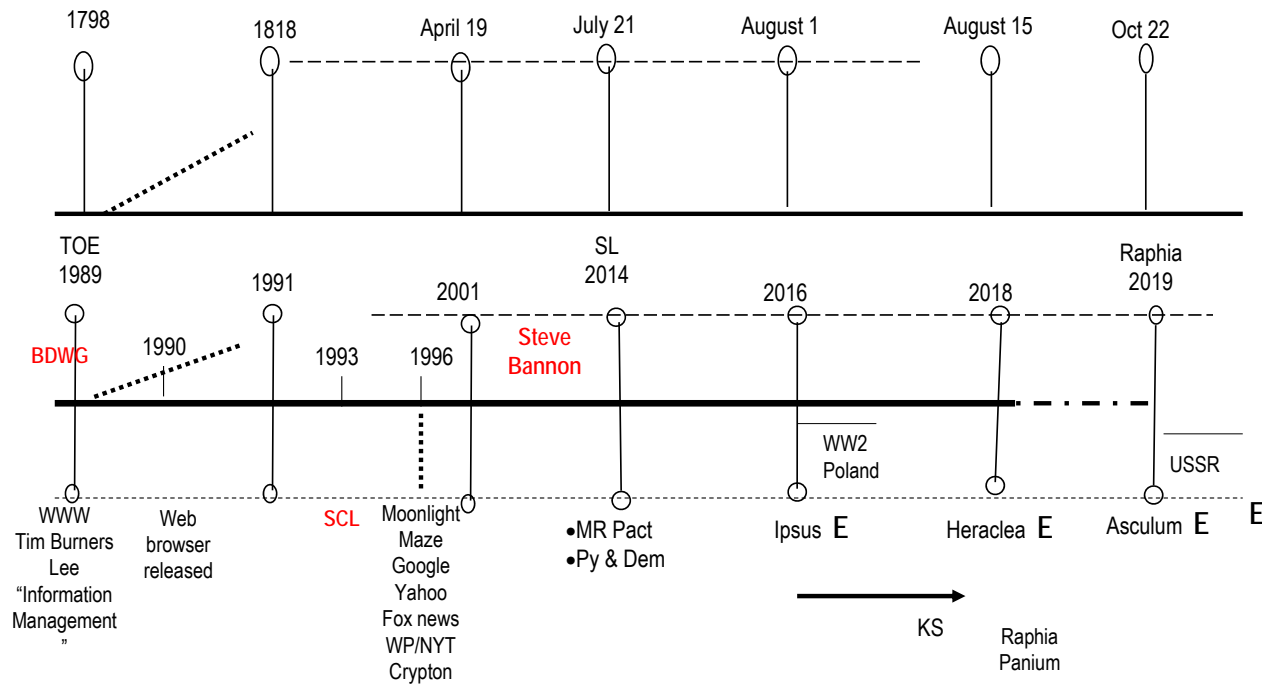 1798
1818
April 19
July 21
August 1
August 15
Oct 22
TOE
1989
1991
2001
SL
2014
2016
2018
Raphia
2019
BDWG
1990
1993
1996
Steve
Bannon
WW2
Poland
USSR
WWW
Tim Burners
Lee
“Information
Management
”
Web
browser
released
SCL
Moonlight
Maze
Google
Yahoo
Fox news
WP/NYT
Crypton
•MR Pact
•Py & Dem
Ipsus E
Heraclea E
Asculum E
E
KS
Raphia
Panium